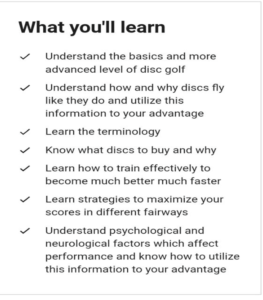 What you'll learn
Understand the basics and more
advanced level of disc golf
Understand how and why discs fly
like they do and utilize this
information to your advantage
Learn the terminology
Know what discs to buy and why
Learn how to train effectively to
become much better much faster
Learn strategies to maximize your
scores in different fairways
Understand psychological and
neurological factors which affect
performance and know how to utilize
this information to your advantage